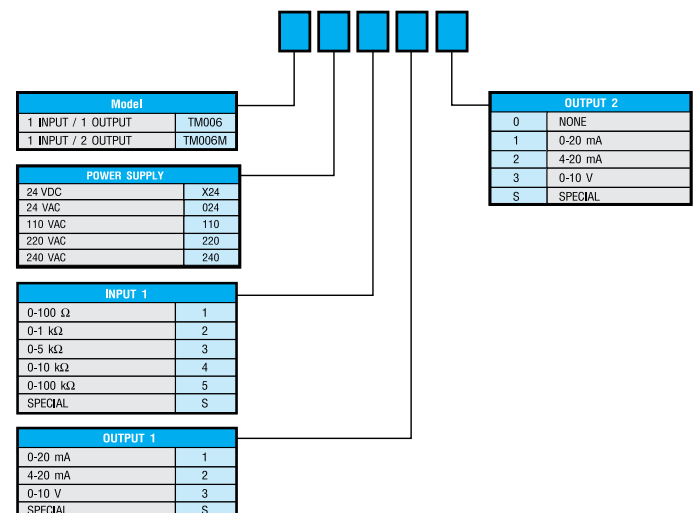 Model
1 INPUT / 1 OUTPUT TM006
1 INPUT / 2 OUTPUT TM006M
POWER SUPPLY
24 VDC X24
24 VAC 024
110 VAC 110
220 VAC 220
240 VAC 240
INPUT 1
0-100 Ω 1
0-1 kΩ 2
0-5 kΩ 3
0-10 kΩ 4
0-100 kΩ 5
SPECIAL S
OUTPUT 1
0-20 mA 1
4-20 mA 2
0-10 V 3
SPECIAL S
OUTPUT 2
0 NONE
1 0-20 mA
2 4-20 mA
3 0-10 V
S SPECIAL